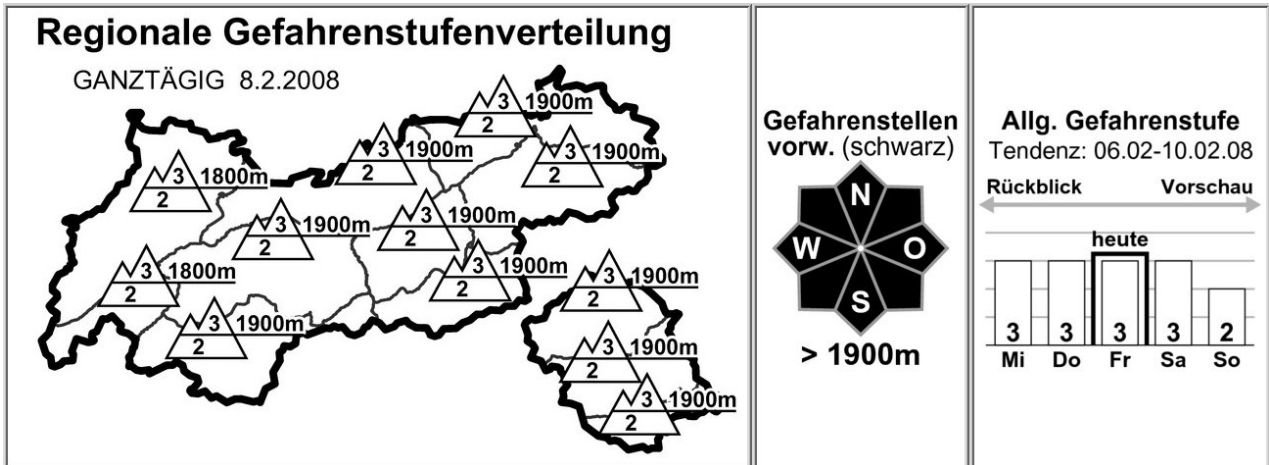 Regionale Gefahrenstufenverteilung
GANZTÄGIG 8.2.2008
3 1900m
2
3 1900m
2
3 1900m
2
3 1800m
2
3 1900m
2
3 1900m
2
3 1800m
2
3 1900m
2
3 1900m
2
3 1900m
2
3 1900m
2
3 1900m
2
Gefahrenstellen
vorw. (schwarz)
N
W O
S
> 1900m
Allg. Gefahrenstufe
Tendenz: 06.02-10.02.08
Rückblick Vorschau
heute
3 3 3 3 2
Mi Do Fr Sa So